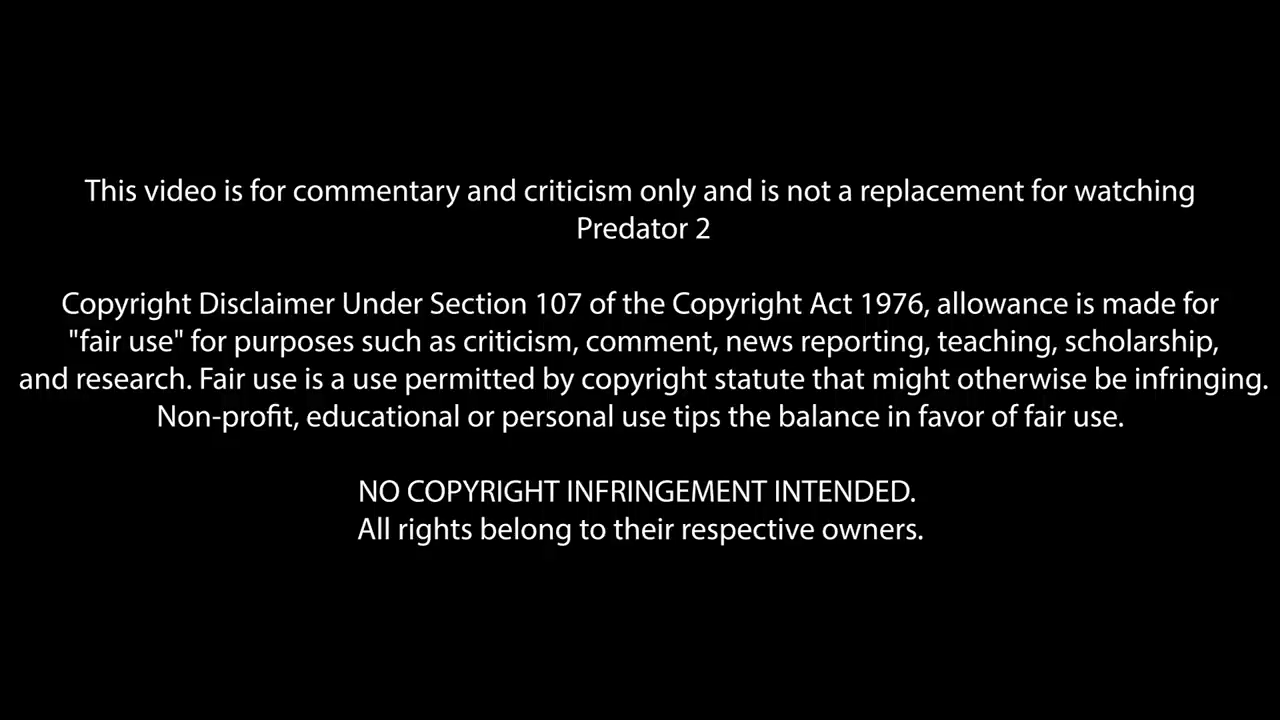 This video is for commentary and criticism only and is not a replacement for watching
Predator 2
Copyright Disclaimer Under Section 107 of the Copyright Act 1976, allowance is made for
"fair use" for purposes such as criticism, comment, news reporting, teaching, scholarship,
and research. Fair use is a use permitted by copyright statute that might otherwise be infringing.
Non-profit, educational or personal use tips the balance in favor of fair use.
NO COPYRIGHT INFRINGEMENT INTENDED.
All rights belong to their respective owners.